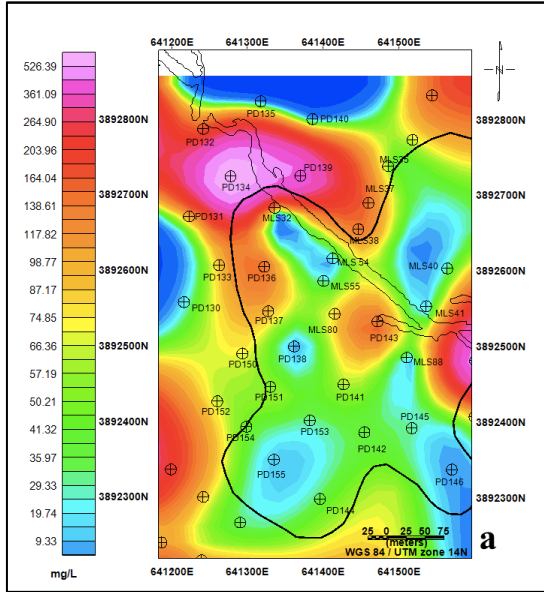 641200E 641300E 641400E 641500E
526.39
361.09
264.90
203.96
164.04
138.61
117.82
98.77
87.17
74.85
66.36
57.19
50.21
41.32
35.97
29.33
19.74
9.33
mg/L
3892800N 3892800N
3892700N 3892700N
3892600N 3892600N
3892500N 3892500N
3892400N 3892400N
3892300N 3892300N
N
PD135
PD140
PD132
MLS35
PD134
PD139
MLS37
PD131
MLS32
MLS38
PD133
PD136
MLS 54
MLS40
MLS55
PD130
PD137
MLS80
MLS41
PD143
PD150
PD138
MLS88
PD151
PD141
PD152
PD153
PD145
PD154
PD142
PD155
PD146
PD144
25 0 25 50 75
(meters)
WGS 84 / UTM zone 14N
a
641200E 641300E 641400E 641500E